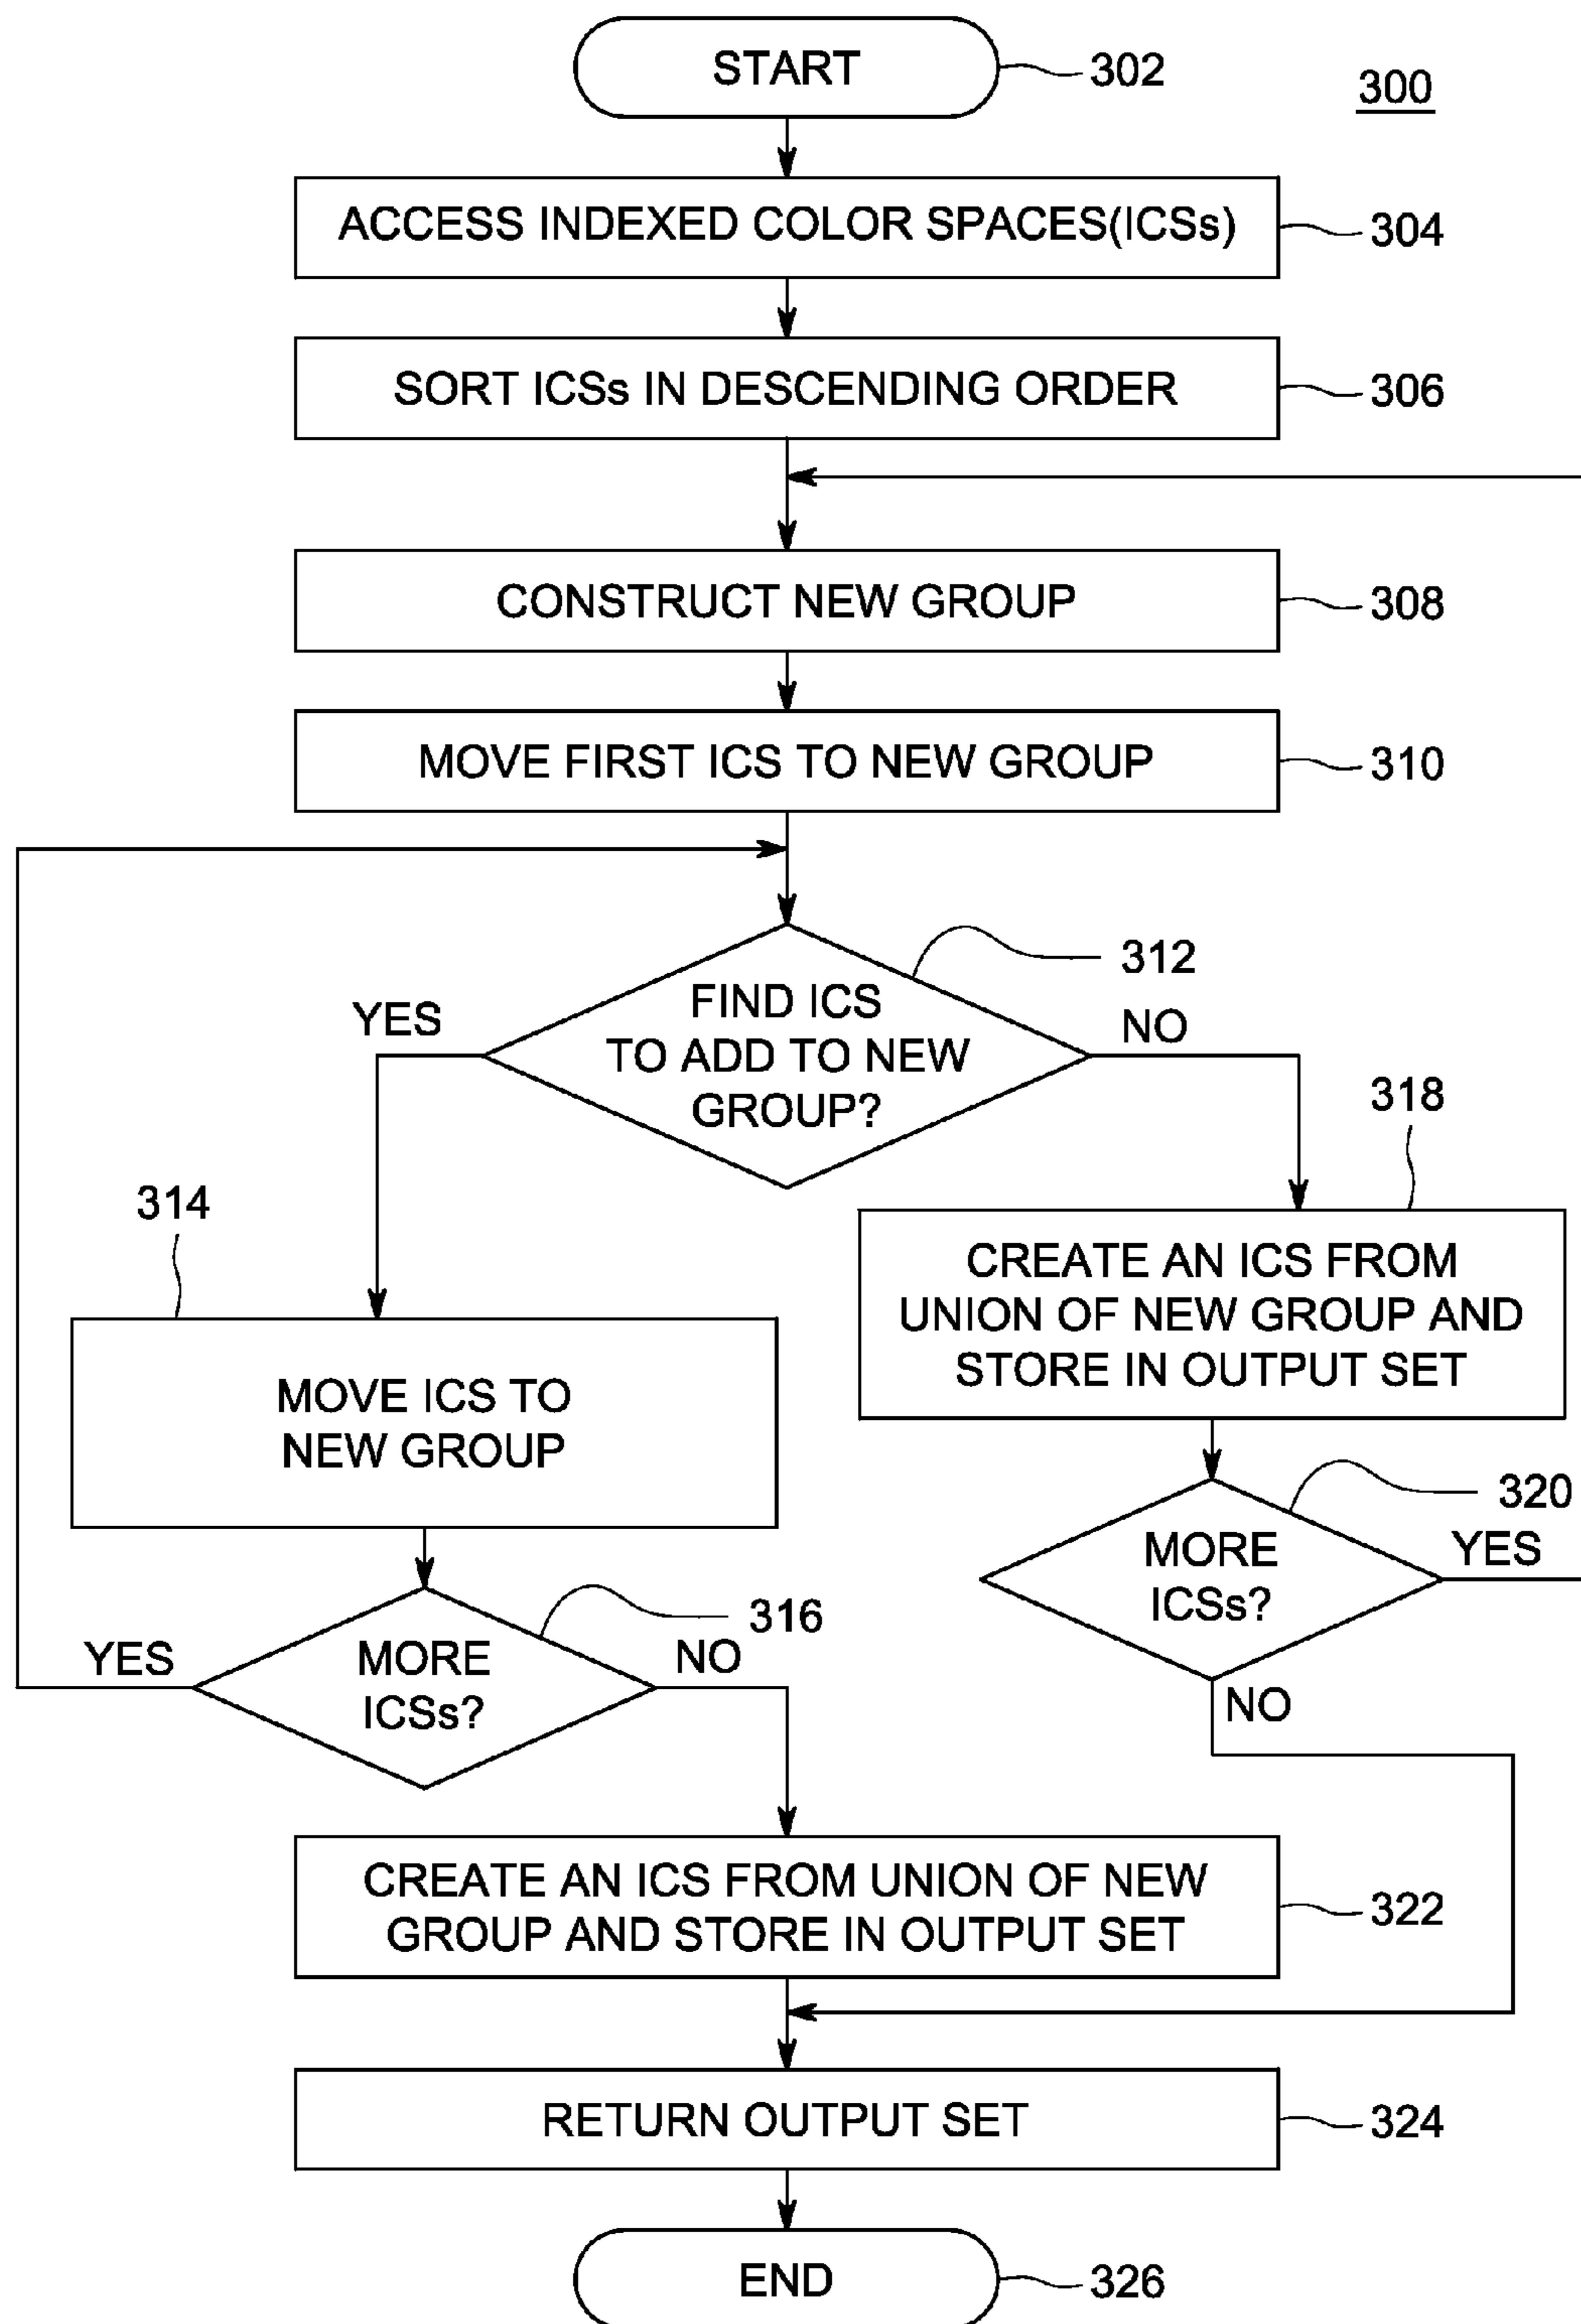 START
302
300
ACCESS INDEXED COLOR SPACES(ICSs)
304
SORT ICSs IN DESCENDING ORDER
306
CONSTRUCT NEW GROUP
308
MOVE FIRST ICS TO NEW GROUP
310
312
FIND ICS
TO ADD TO NEW
GROUP?
YES
NO
318
314
CREATE AN ICS FROM
UNION OF NEW GROUP AND
STORE IN OUTPUT SET
MOVE ICS TO
NEW GROUP
320
MORE
ICSs?
YES
NO
316
MORE
ICSs?
YES
NO
CREATE AN ICS FROM UNION OF NEW
GROUP AND STORE IN OUTPUT SET
322
RETURN OUTPUT SET
324
END
326